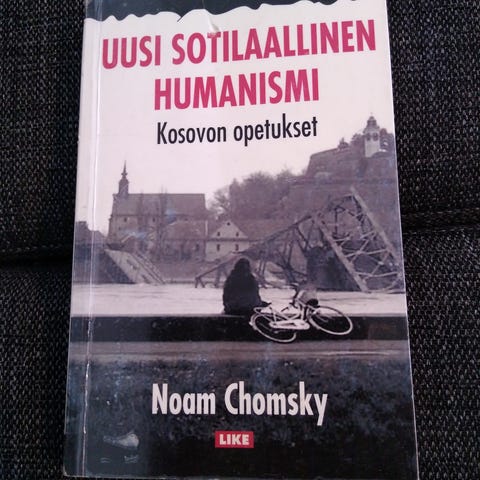 UUSI SOTILAALLINEN
HUMANISMI
Kosovon opetukset
Noam Chomsky
LIKE